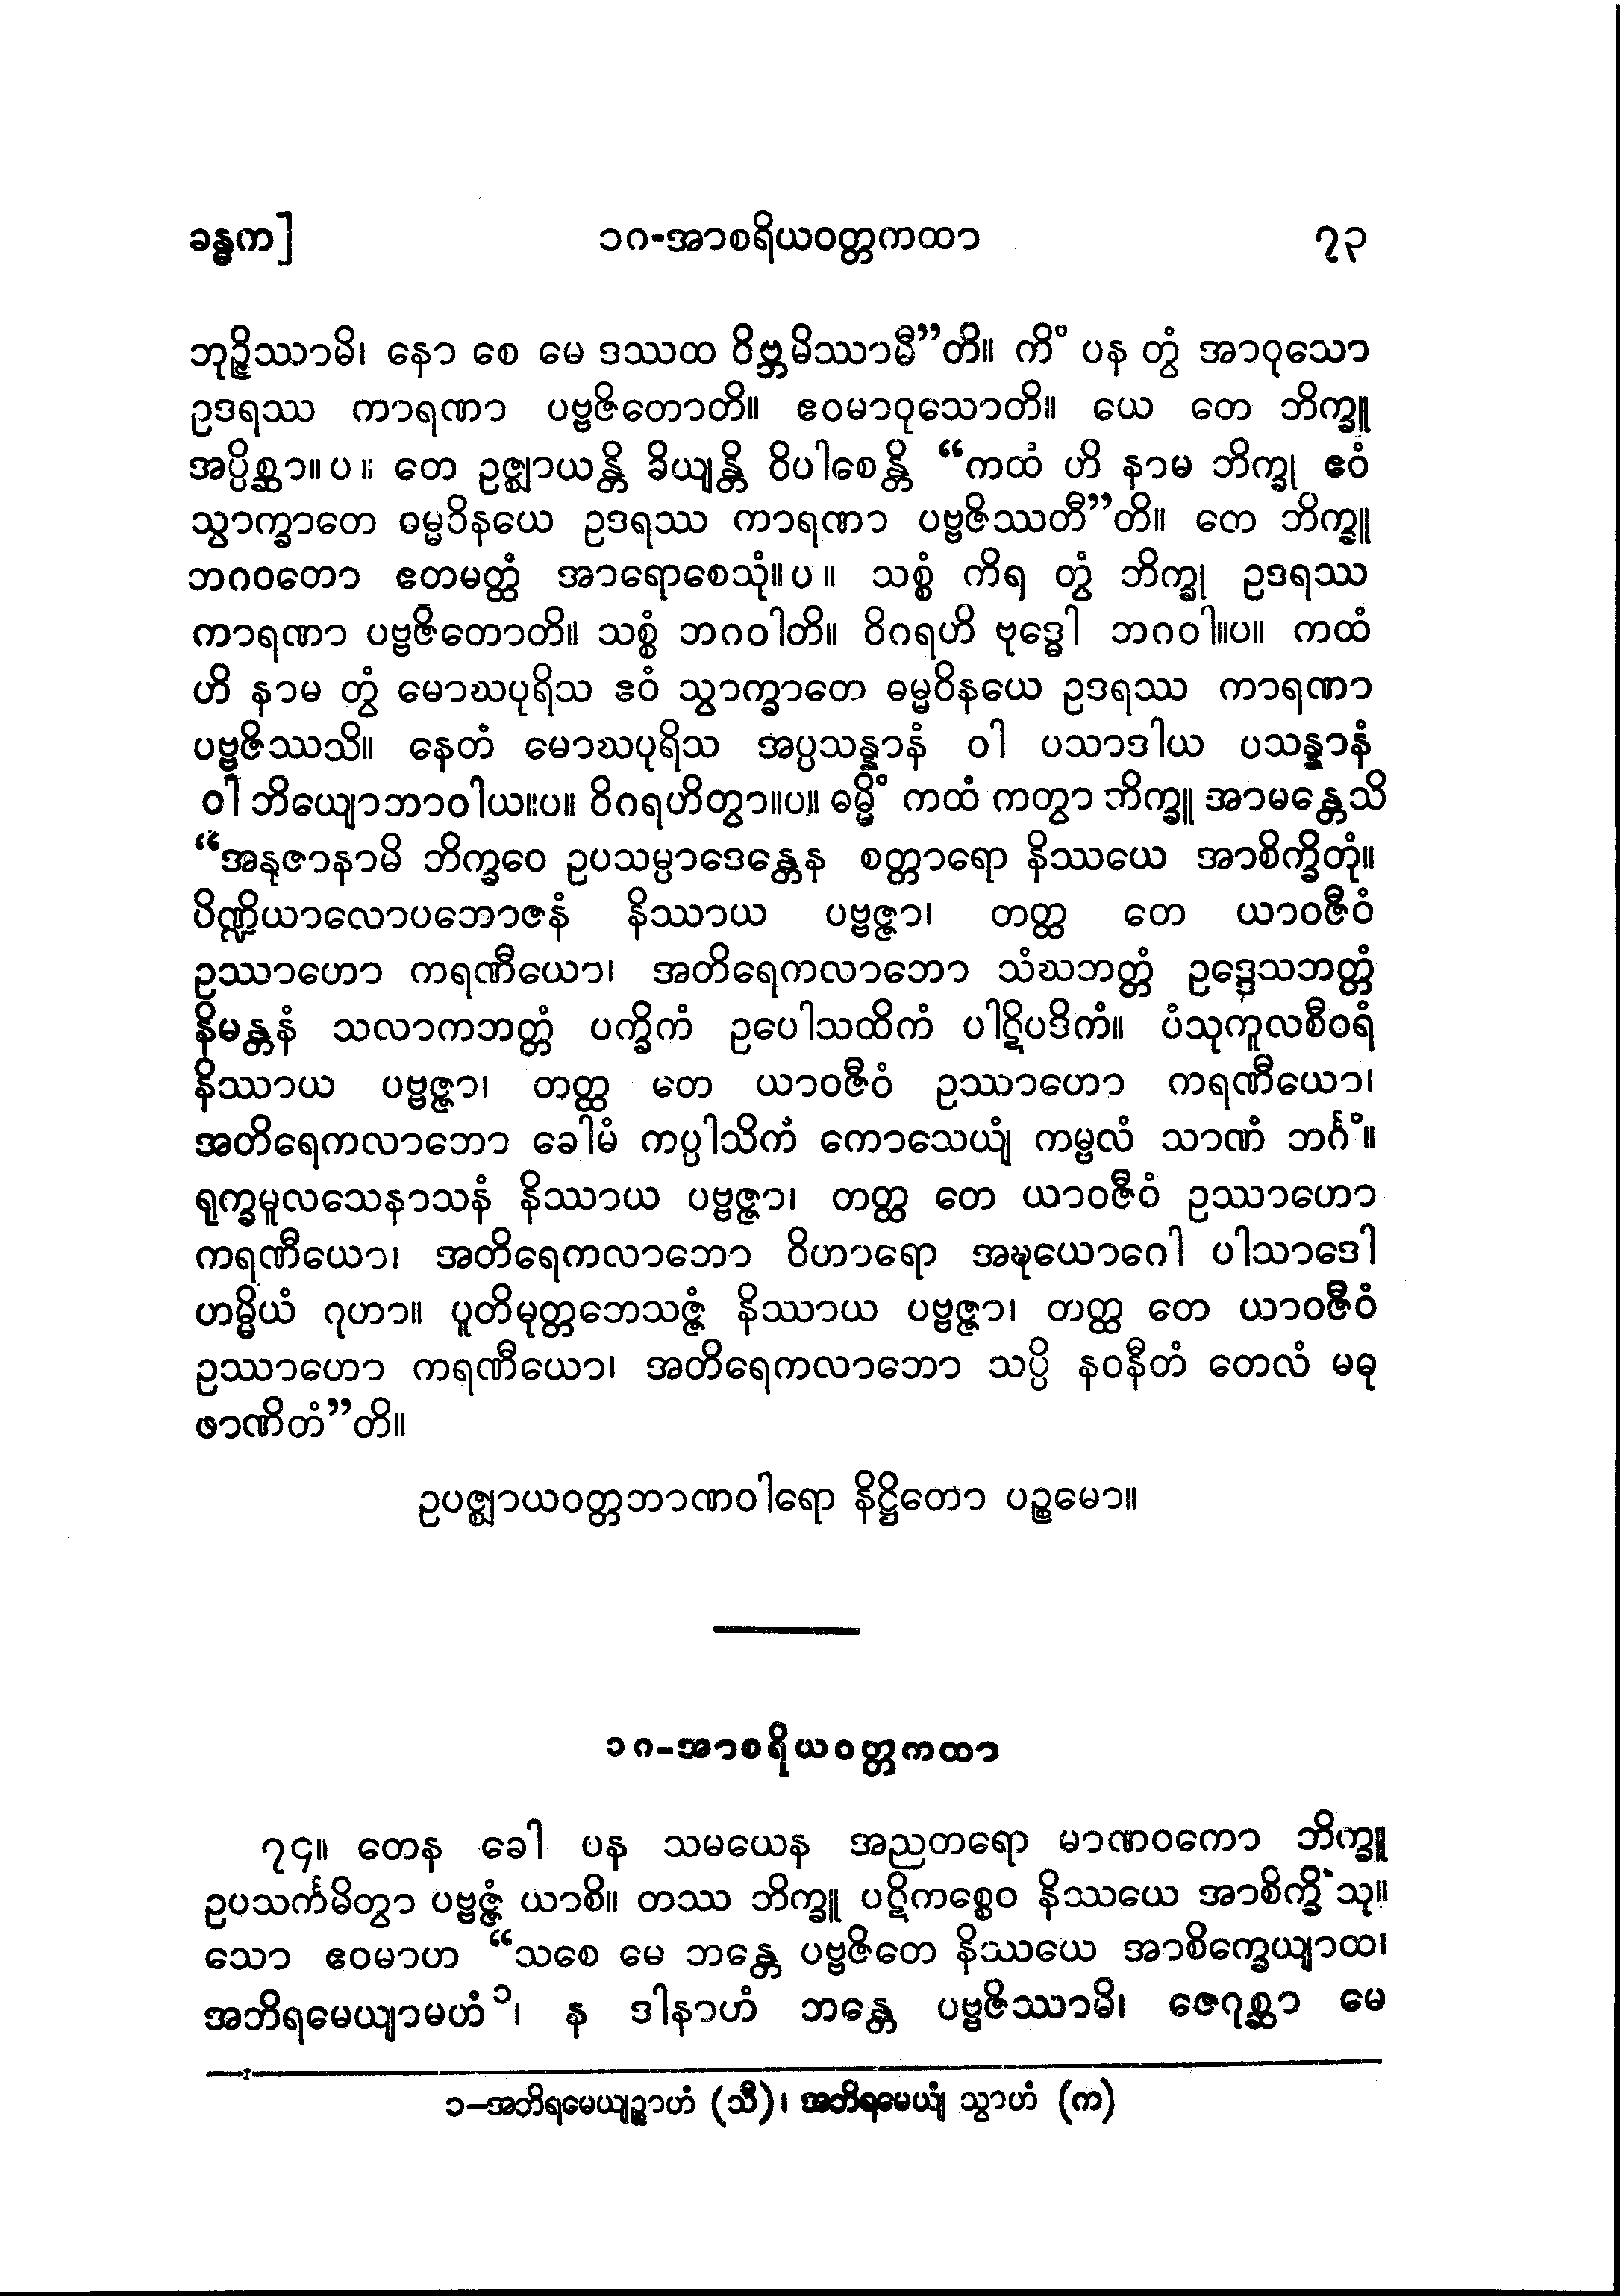 ခန္ဓက] ၁၈-အာစရိယဝတ္တကထာ ၇၃
ဘုဉ္ဇိဿာမိ၊ နော စေ မေ ဒဿထ ဝိဗ္ဘမိဿာမီ”တိ။ ကိံ ပန တွံ အာဝုသော
ဥဒရဿ ကာရဏာ ပဗ္ဗဇိတောတိ။ ဧဝမာဝုသောတိ။ ယေ တေ ဘိက္ခူ
အပ္ပိစ္ဆာ။ပ။ တေ ဥဇ္ဈာယန္တိ ခိယျန္တိ ဝိပါစေန္တိ “ကထံ ဟိ နာမ ဘိက္ခု ဧဝံ
သွာက္ခာတေ ဓမ္မဝိနယေ ဥဒရဿ ကာရဏာ ပဗ္ဗဇိဿတီ”တိ။ တေ ဘိက္ခူ
ဘဂဝတော ဧတမတ္ထံ အာရောစေသုံ။ပ။ သစ္စံ ကိရ တွံ ဘိက္ခု ဥဒရဿ
ကာရဏာ ပဗ္ဗဇိတောတိ။ သစ္စံ ဘဂဝါတိ။ ဝိဂရဟိ ဗုဒ္ဓေါ ဘဂဝါ။ပ။ ကထံ
ဟိ နာမ တွံ မောဃပုရိသ ဧဝံ သွာက္ခာတေ ဓမ္မဝိနယေ ဥဒရဿ ကာရဏာ
ပဗ္ဗဇိဿသိ။ နေတံ မောဃပုရိသ အပ္ပသန္နာနံ ဝါ ပသာဒါယ ပသန္နာနံ
ဝါ ဘိယျောဘာဝါယ။ပ။ ဝိဂရဟိတွာ။ပ။ ဓမ္မိံ ကထံ ကတွာ ဘိက္ခူ အာမန္တေသိ
“အနုဇာနာမိ ဘိက္ခဝေ ဥပသမ္ပာဒေန္တေန စတ္တာရော နိဿယေ အာစိက္ခိတုံ။
ပိဏ္ဍိယာလောပဘောဇနံ နိဿာယ ပဗ္ဗဇ္ဇာ၊ တတ္ထ တေ ယာဝဇီဝံ
ဥဿာဟော ကရဏီယော၊ အတိရေကလာဘော သံဃဘတ္တံ ဥဒ္ဒေသဘတ္တံ
နိမန္တနံ သလာကဘတ္တံ ပက္ခိကံ ဥပေါသထိကံ ပါဋိပဒိကံ။ ပံသုကူလစီဝရံ
နိဿာယ ပဗ္ဗဇ္ဇာ၊ တတ္ထ တေ ယာဝဇီဝံ ဥဿာဟော ကရဏီယော၊
အတိရေကလာဘော ခေါမံ ကပ္ပါသိကံ ကောသေယျံ ကမ္ဗလံ သာဏံ ဘင်္ဂံ။
ရုက္ခမူလသေနာသနံ နိဿာယ ပဗ္ဗဇ္ဇာ၊ တတ္ထ တေ ယာဝဇီဝံ ဥဿာဟော
ကရဏီယော၊ အတိရေကလာဘော ဝိဟာရော အဍ္ဎယောဂေါ ပါသာဒေါ
ဟမ္မိယံ ဂုဟာ။ ပူတိမုတ္တဘေသဇ္ဇံ နိဿာယ ပဗ္ဗဇ္ဇာ၊ တတ္ထ တေ ယာဝဇီဝံ
ဥဿာဟော ကရဏီယော၊ အတိရေကလာဘော သပ္ပိ နဝနီတံ တေလံ မဓု
ဖာဏိတံ”တိ။
ဥပဇ္ဈာယဝတ္တဘာဏဝါရော နိဋ္ဌိတော ပဉ္စမော။
၁၈-အာစရိယဝတ္တကထာ
၇၄။ တေန ခေါ ပန သမယေန အညတရော မာဏဝကော ဘိက္ခူ
ဥပသင်္ကမိတွာ ပဗ္ဗဇ္ဇံ ယာစိ။ တဿ ဘိက္ခူ ပဋိကစ္စေဝ နိဿယေ အာစိက္ခိံသု။
သော ဧဝမာဟ “သစေ မေ ဘန္တေ ပဗ္ဗဇိတေ နိဿယေ အာစိက္ခေယျာထ၊
အဘိရမေယျာမဟံ၁၊ န ဒါနာဟံ ဘန္တေ ပဗ္ဗဇိဿာမိ၊ ဇေဂုစ္ဆာ မေ
၁-အဘိရမေယျဉ္စာဟံ (သီ)၊ အဘိရမေယျံ သွာဟံ (က)